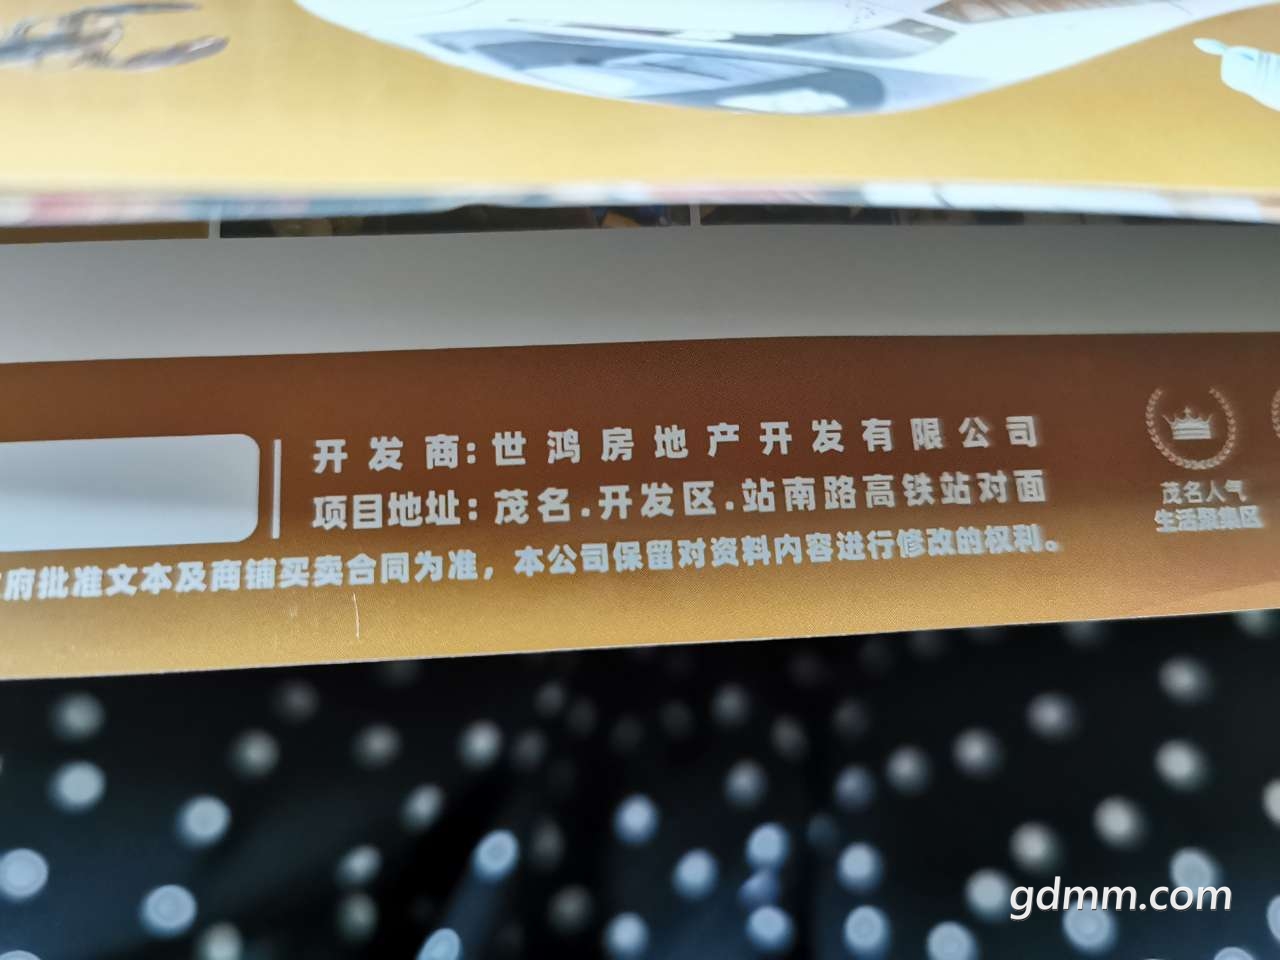 开发商:世鸿房地产开发有限公司
项目地址:茂名.开发区.站南路高铁站对面
府批准文本及商铺买卖合同为准，本公司保留对资料内容进行修改的权利。
茂名人气
生活聚集区
gdmm.com